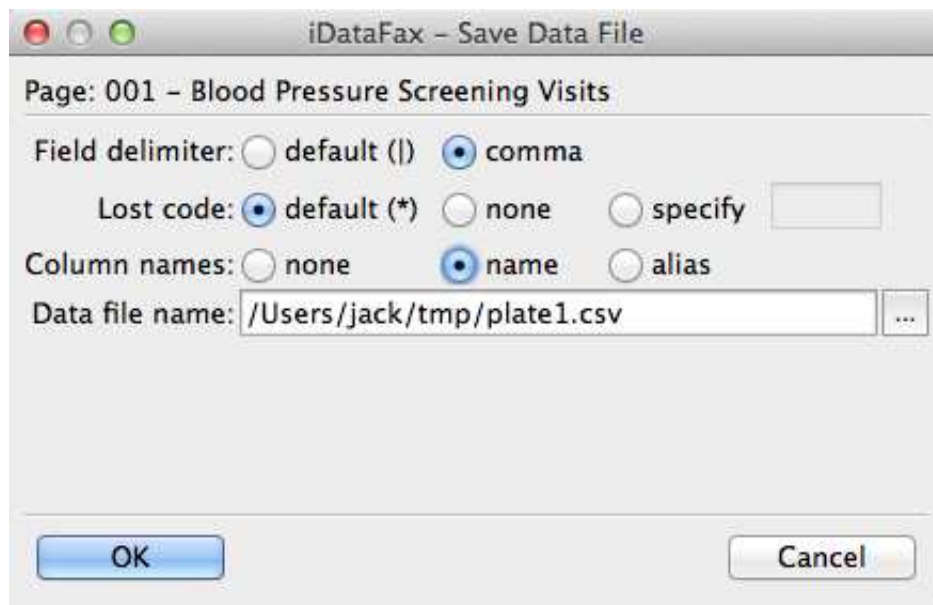 iDataFax – Save Data File
Page: 001 – Blood Pressure Screening Visits
Field delimiter: default (|) comma
Lost code: default (*) none specify
Column names: none name alias
Data file name: /Users/jack/tmp/plate1.csv ...
OK Cancel